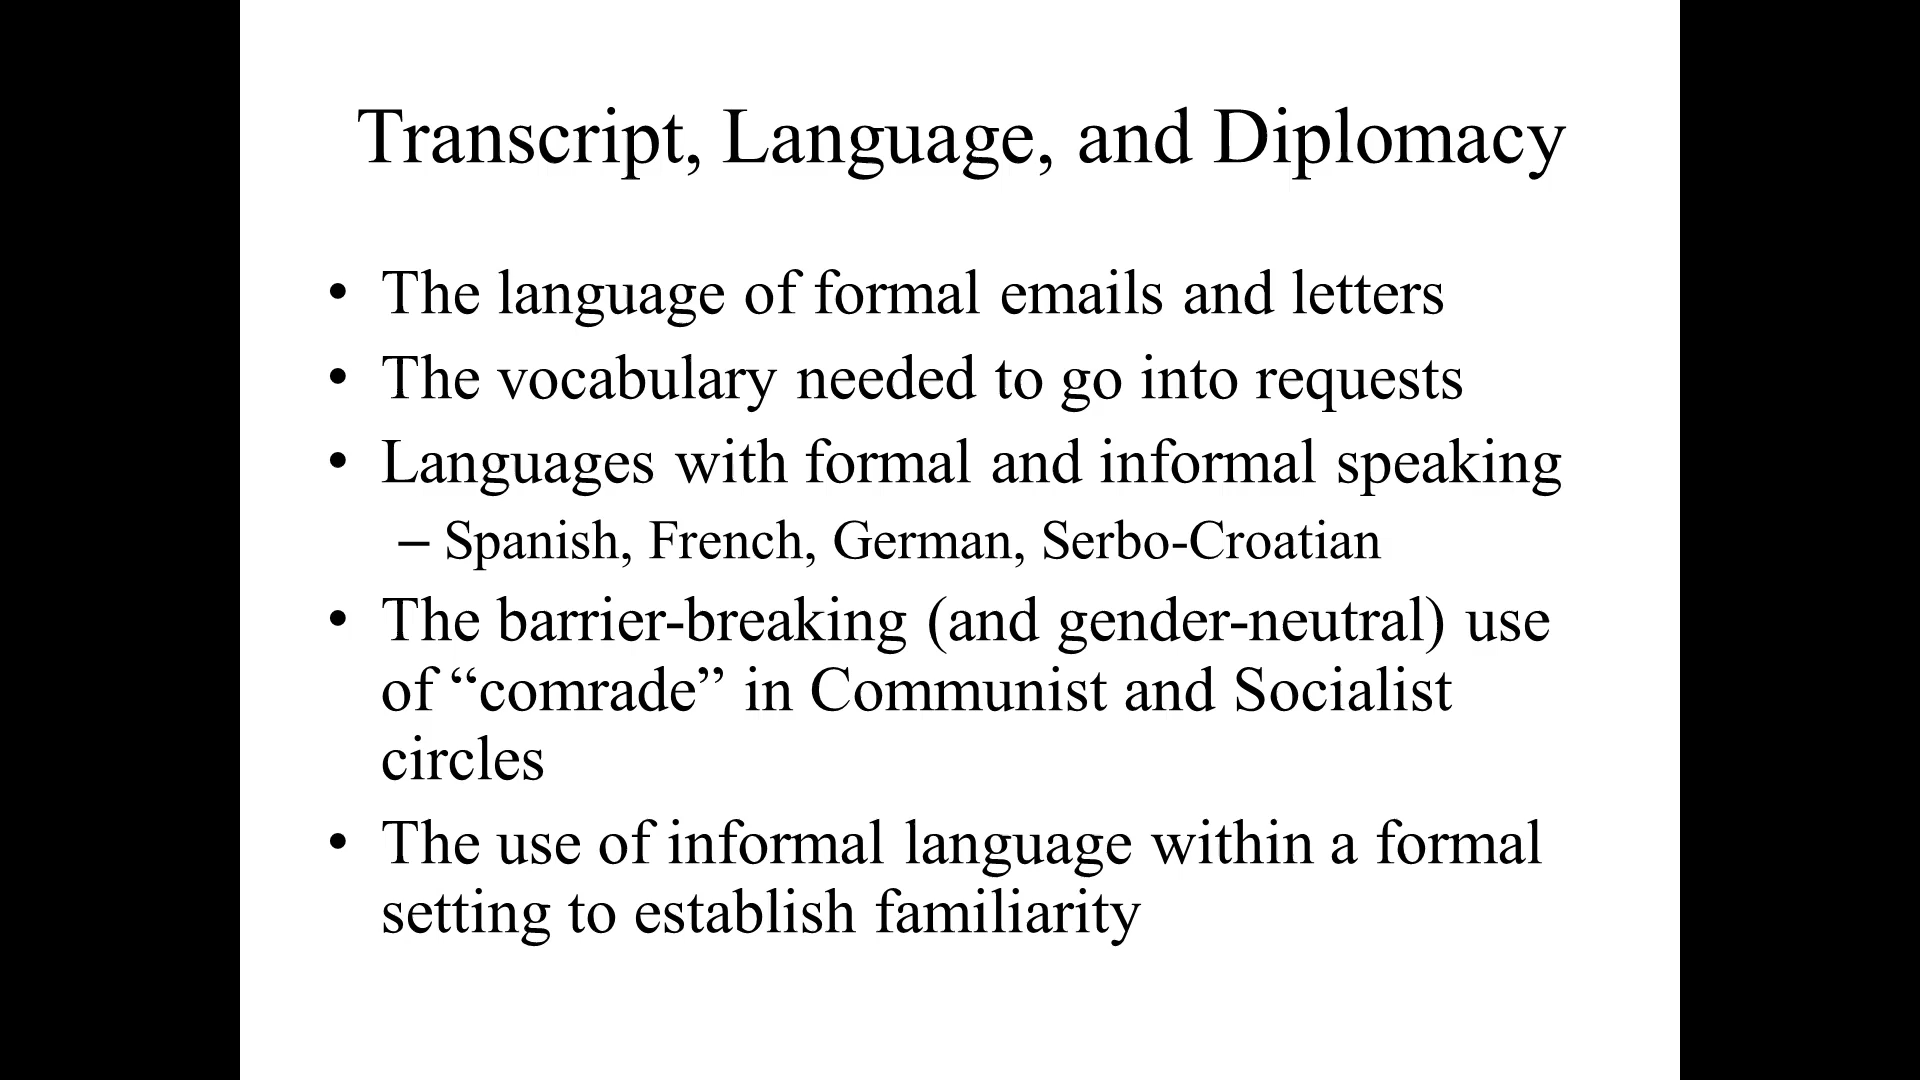 Transcript, Language, and Diplomacy
• The language of formal emails and letters
• The vocabulary needed to go into requests
• Languages with formal and informal speaking
– Spanish, French, German, Serbo-Croatian
• The barrier-breaking (and gender-neutral) use
of “comrade” in Communist and Socialist
circles
• The use of informal language within a formal
setting to establish familiarity